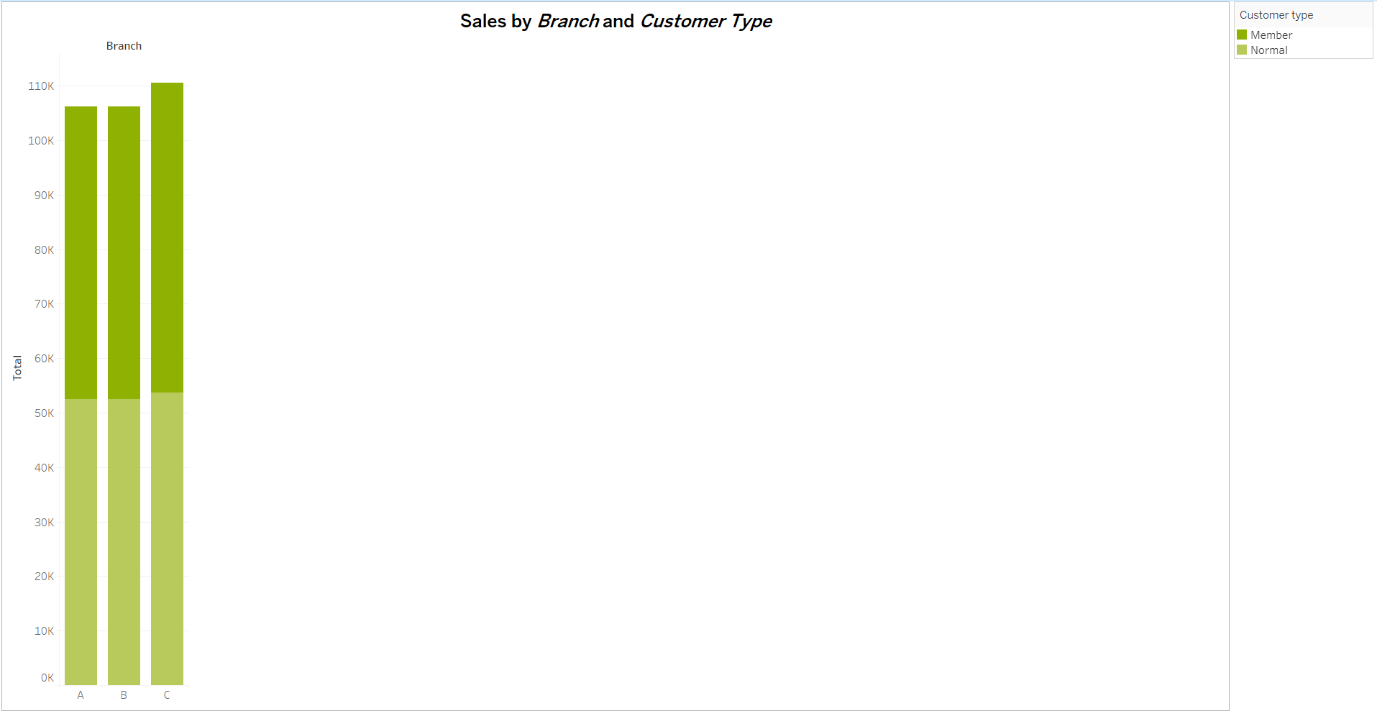 Sales by Branch and Customer Type
Customer type
Member
Normal
Branch
110K
100K
90K
80K
70K
60K
50K
40K
30K
20K
10K
0K
Total
A B C